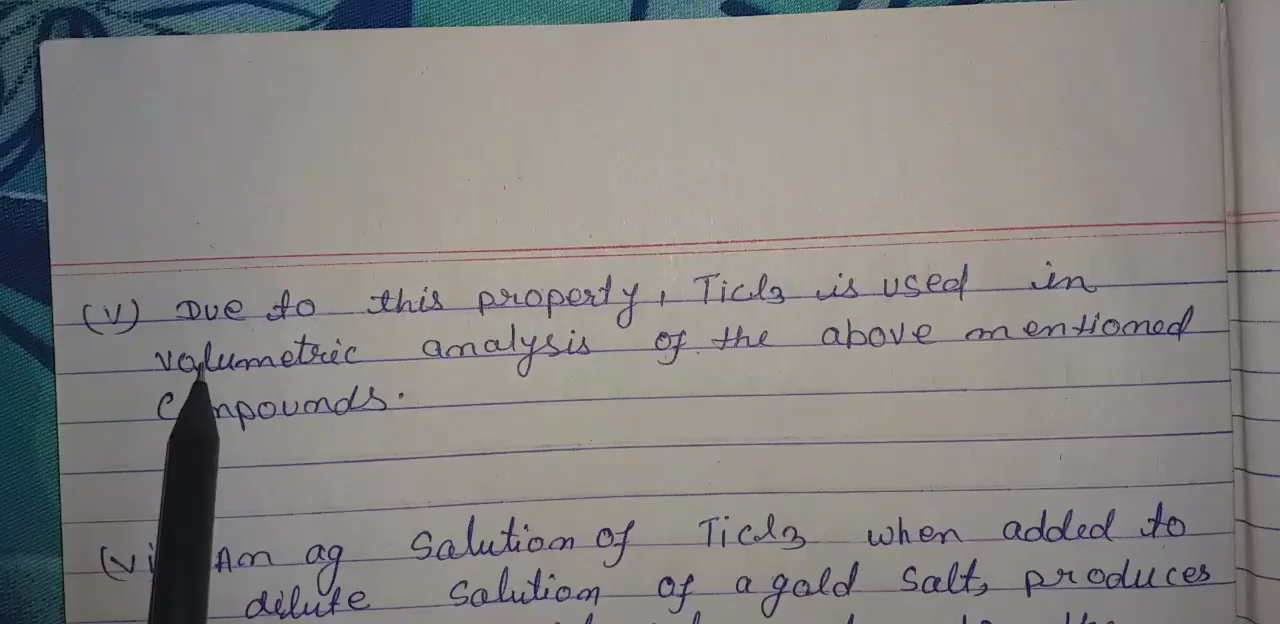 (V) Due to this property, Ticl3 is used in
volumetric analysis of the above mentioned
compounds.
(vi An aq Solution of Ticl3 when added to
dilute solution of a gold salt, produces